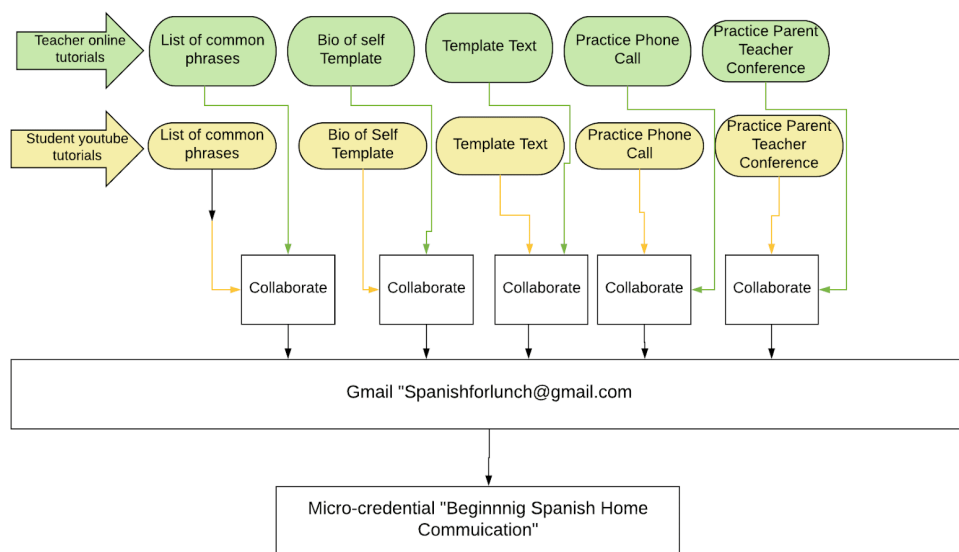 Teacher online
tutorials
List of common
phrases
Bio of self
Template
Template Text
Practice Phone
Call
Practice Parent
Teacher
Conference
Student youtube
tutorials
List of common
phrases
Bio of Self
Template
Template Text
Practice Phone
Call
Practice Parent
Teacher
Conference
Collaborate
Collaborate
Collaborate
Collaborate
Collaborate
Gmail "Spanishforlunch@gmail.com
Micro-credential "Beginnnig Spanish Home
Commuication"